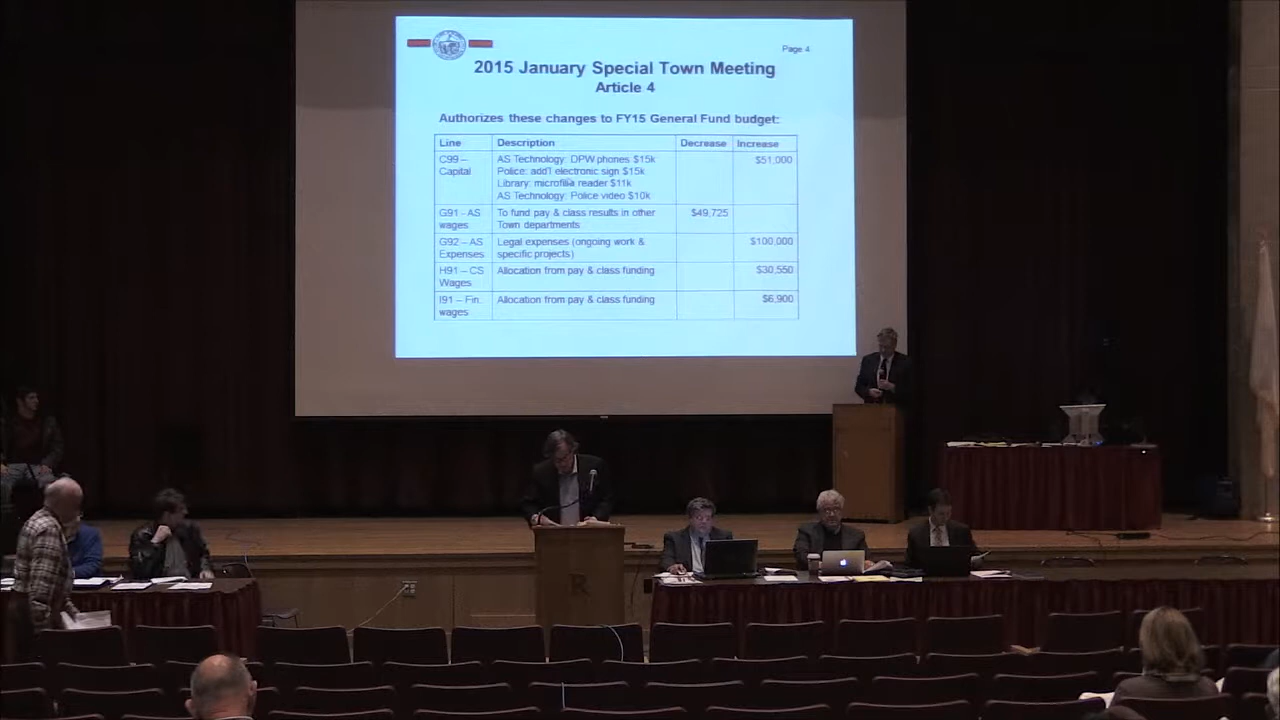 Page 4
2015 January Special Town Meeting
Article 4
Authorizes these changes to FY15 General Fund budget:
Line Description Decrease Increase
C99 – AS Technology: DPW phones $15k $51,000
Capital Police: add'l electronic sign $15k
Library: microfilm reader $11k
AS Technology: Police video $10k
G91 - AS To fund pay & class results in other $49,725
wages Town departments
G92 – AS Legal expenses (ongoing work & $100,000
Expenses specific projects)
H91 – CS Allocation from pay & class funding $30,550
Wages
I91 – Fin. Allocation from pay & class funding $6,900
wages
R